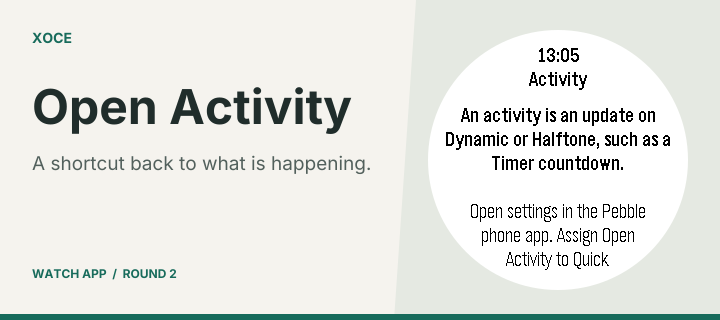 XOCE
Open Activity
A shortcut back to what is happening.
WATCH APP / ROUND 2
13:05
Activity
An activity is an update on
Dynamic or Halftone, such as a
Timer countdown.
Open settings in the Pebble
phone app. Assign Open
Activity to Quick